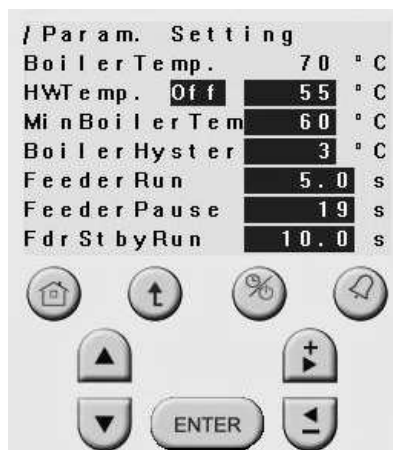 /Param. Setting
BoilerTemp. 70 °C
HWTemp. Off 55 °C
MinBoilerTem 60 °C
BoilerHyster 3 °C
FeederRun 5.0 s
FeederPause 19 s
FdrStbyRun 10.0 s
+
-
ENTER